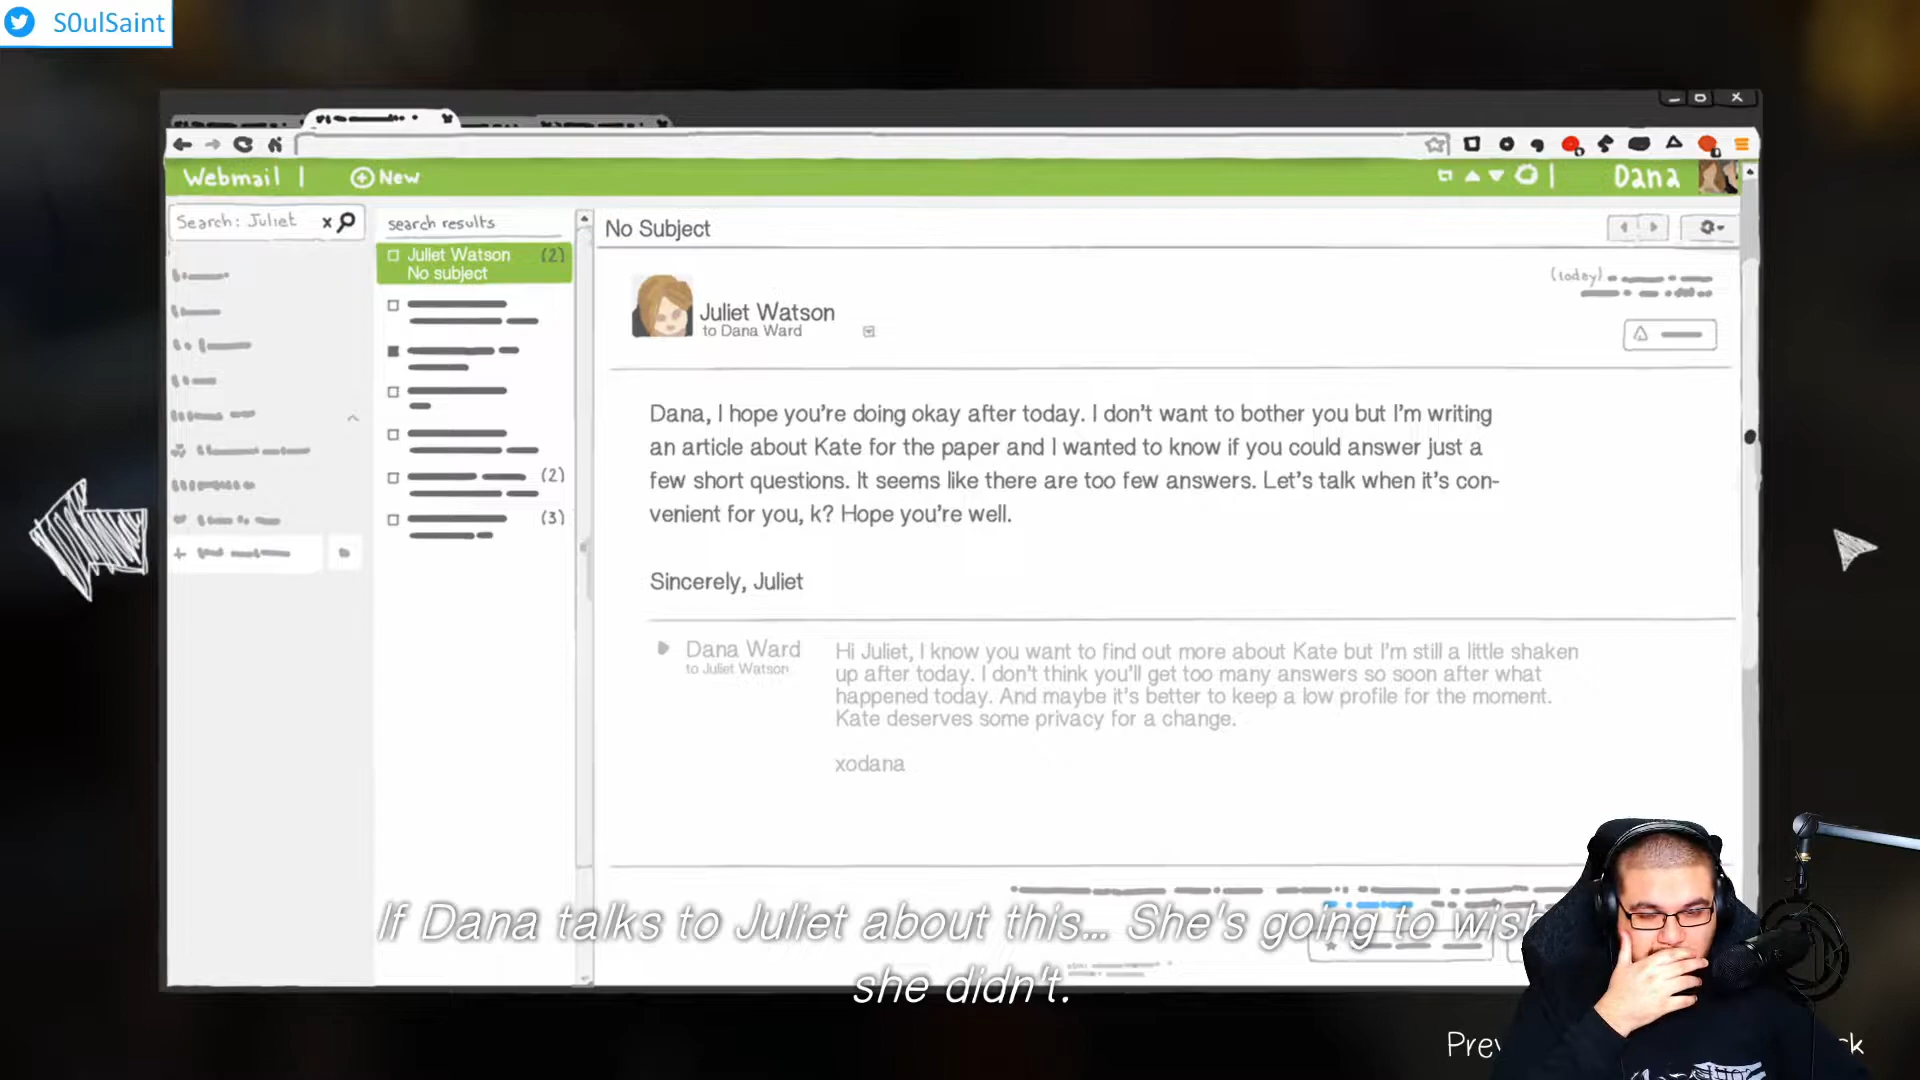 S0ulSaint
Webmail |
New
Dana
Search: Juliet x
search results
No Subject
Juliet Watson (2)
No subject
(today)
Juliet Watson
to Dana Ward
Dana, I hope you're doing okay after today. I don't want to bother you but I'm writing
an article about Kate for the paper and I wanted to know if you could answer just a
few short questions. It seems like there are too few answers. Let's talk when it's con-
venient for you, k? Hope you're well.
(2)
(3)
Sincerely, Juliet
Dana Ward
to Juliet Watson
Hi Juliet, I know you want to find out more about Kate but I'm still a little shaken
up after today. I don't think you'll get too many answers so soon after what
happened today. And maybe it's better to keep a low profile for the moment.
Kate deserves some privacy for a change.
xodana
If Dana talks to Juliet about this... She's going to wish
she didn't.